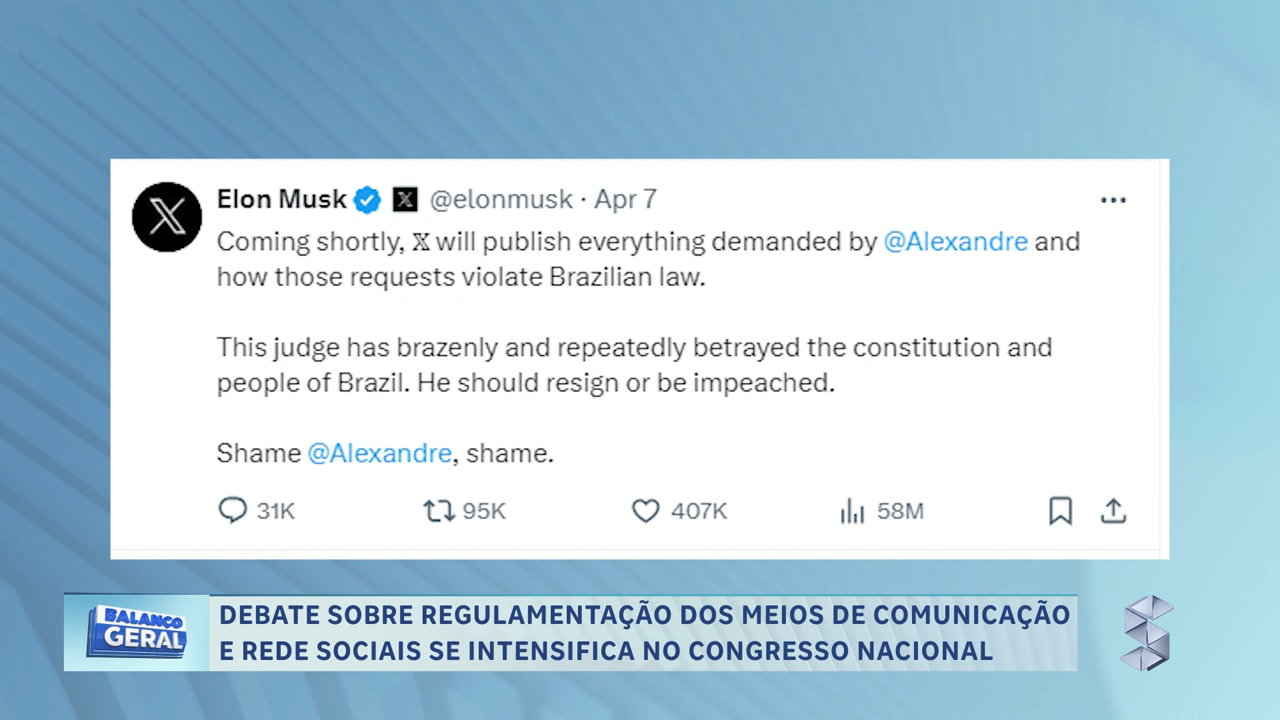 Elon Musk @elonmusk · Apr 7
Coming shortly, 𝕏 will publish everything demanded by @Alexandre and
how those requests violate Brazilian law.
This judge has brazenly and repeatedly betrayed the constitution and
people of Brazil. He should resign or be impeached.
Shame @Alexandre, shame.
31K 95K 407K 58M
BALANÇO
GERAL
DEBATE SOBRE REGULAMENTAÇÃO DOS MEIOS DE COMUNICAÇÃO
E REDE SOCIAIS SE INTENSIFICA NO CONGRESSO NACIONAL